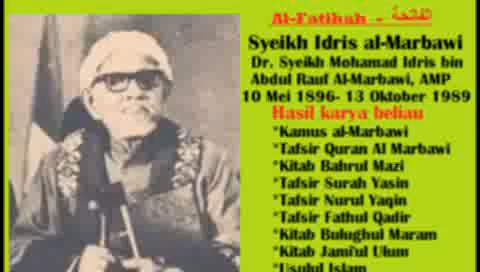 Al-Fatihah - الفاتحة
Syeikh Idris al-Marbawi
Dr. Syeikh Mohamad Idris bin
Abdul Rauf Al-Marbawi, AMP
10 Mei 1896- 13 Oktober 1989
Hasil karya beliau
*Kamus al-Marbawi
*Tafsir Quran Al Marbawi
*Kitab Bahrul Mazi
*Tafsir Surah Yasin
*Tafsir Nurul Yaqin
*Tafsir Fathul Qadir
*Kitab Bulughul Maram
*Kitab Jami'ul Ulum
*Usulul Islam